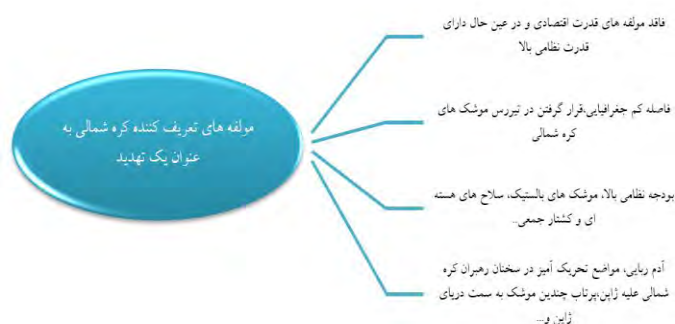 مولفه های تعریف کننده کره شمالی به
عنوان یک تهدید
فاقد مولفه های قدرت اقتصادی و در عین حال دارای
قدرت نظامی بالا
فاصله کم جغرافیایی،قرار گرفتن در تیررس موشک های
کره شمالی
بودجه نظامی بالا، موشک های بالستیک، سلاح های هسته
ای و کشتار جمعی..
آدم ربایی، مواضع تحریک آمیز در سخنان رهبران کره
شمالی علیه ژاپن،پرتاب چندین موشک به سمت دریای
ژاپن و...